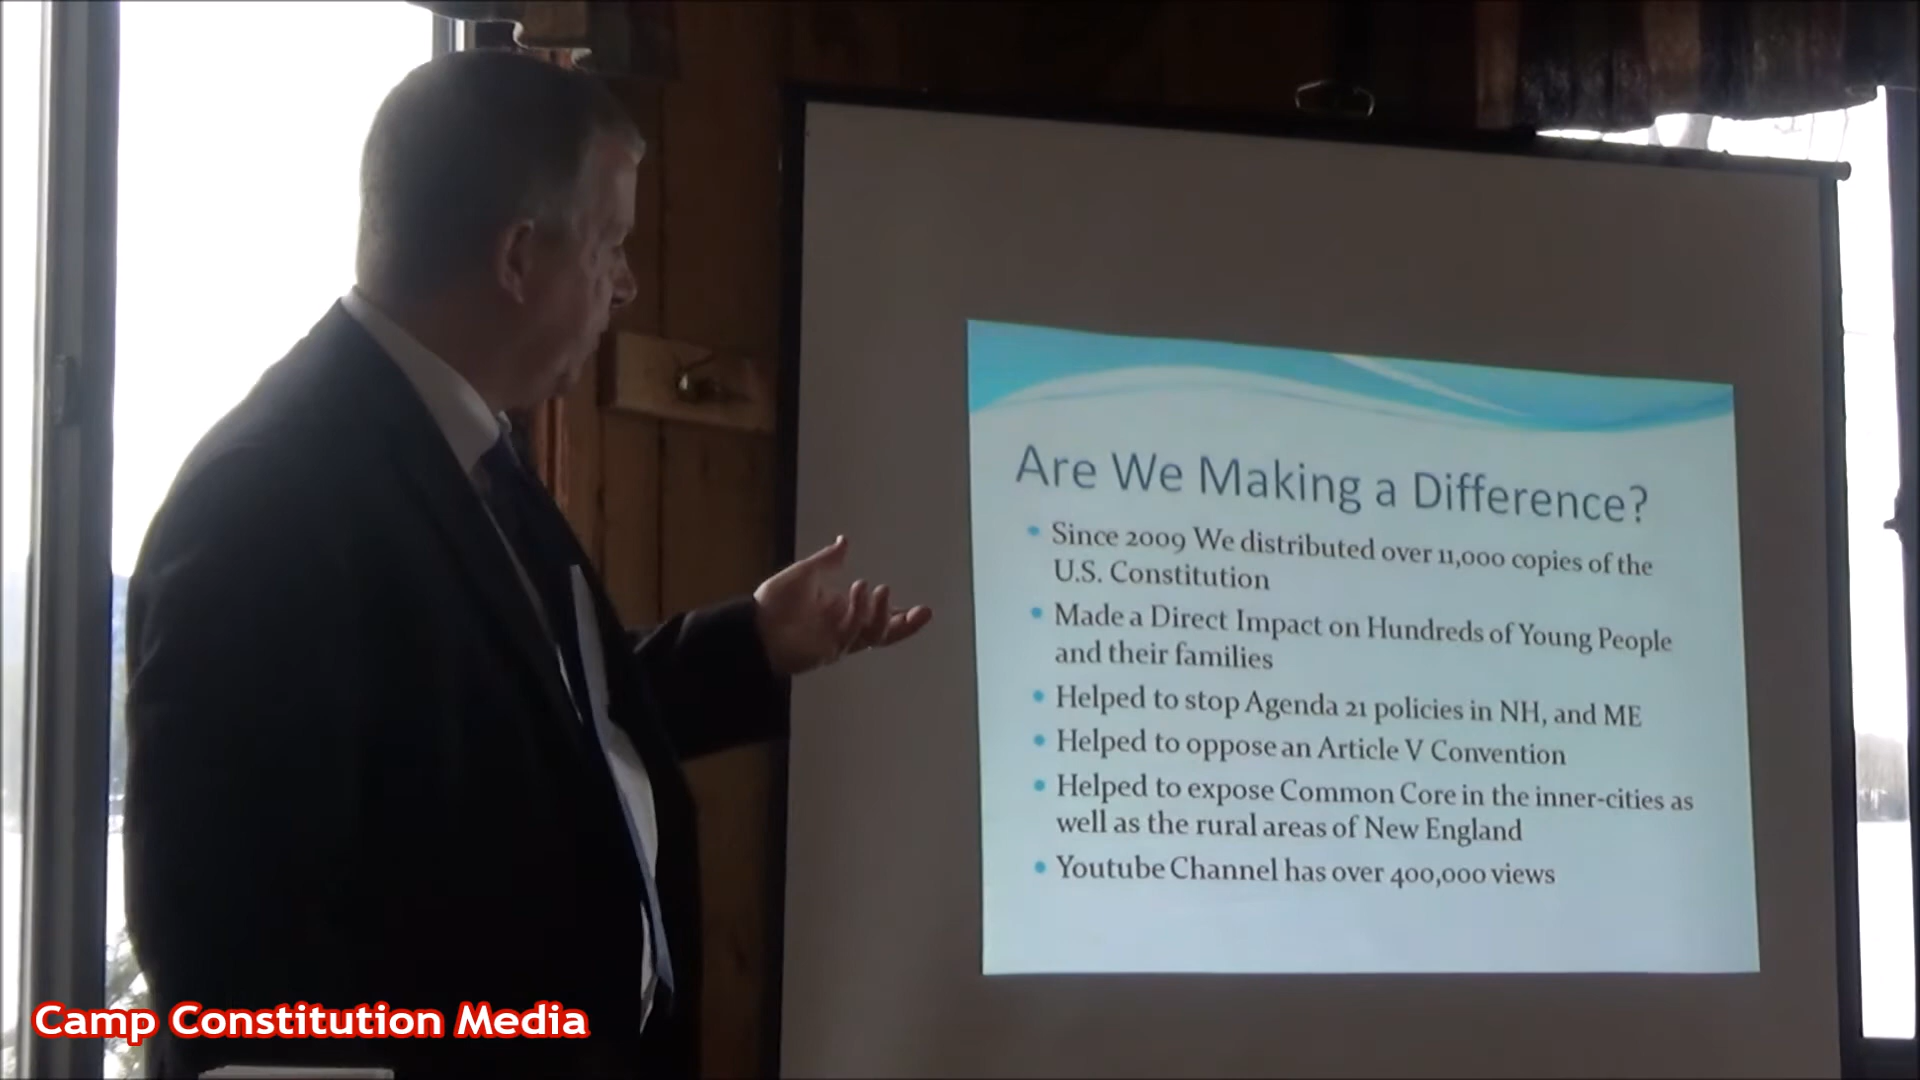 Are We Making a Difference?
Since 2009 We distributed over 11,000 copies of the
U.S. Constitution
Made a Direct Impact on Hundreds of Young People
and their families
Helped to stop Agenda 21 policies in NH, and ME
Helped to oppose an Article V Convention
Helped to expose Common Core in the inner-cities as
well as the rural areas of New England
Youtube Channel has over 400,000 views
Camp Constitution Media